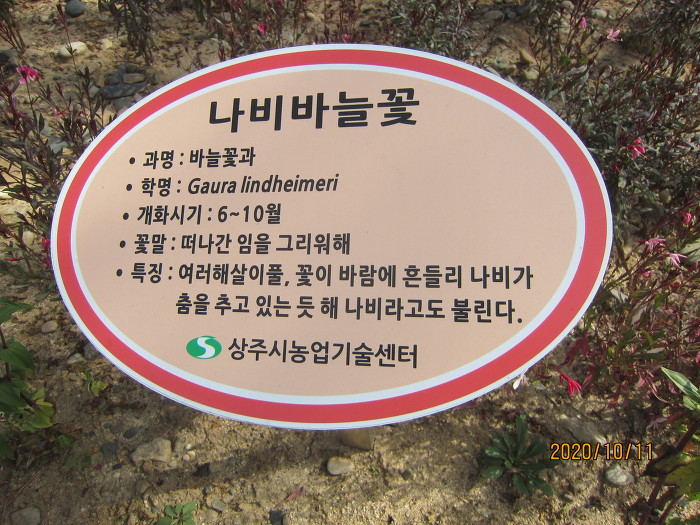 나비바늘꽃
• 과명 : 바늘꽃과
• 학명 : Gaura lindheimeri
• 개화시기 : 6~10월
• 꽃말 : 떠나간 임을 그리워해
• 특징 : 여러해살이풀, 꽃이 바람에 흔들리 나비가
춤을 추고 있는 듯 해 나비라고도 불린다.
상주시농업기술센터
2020/10/11